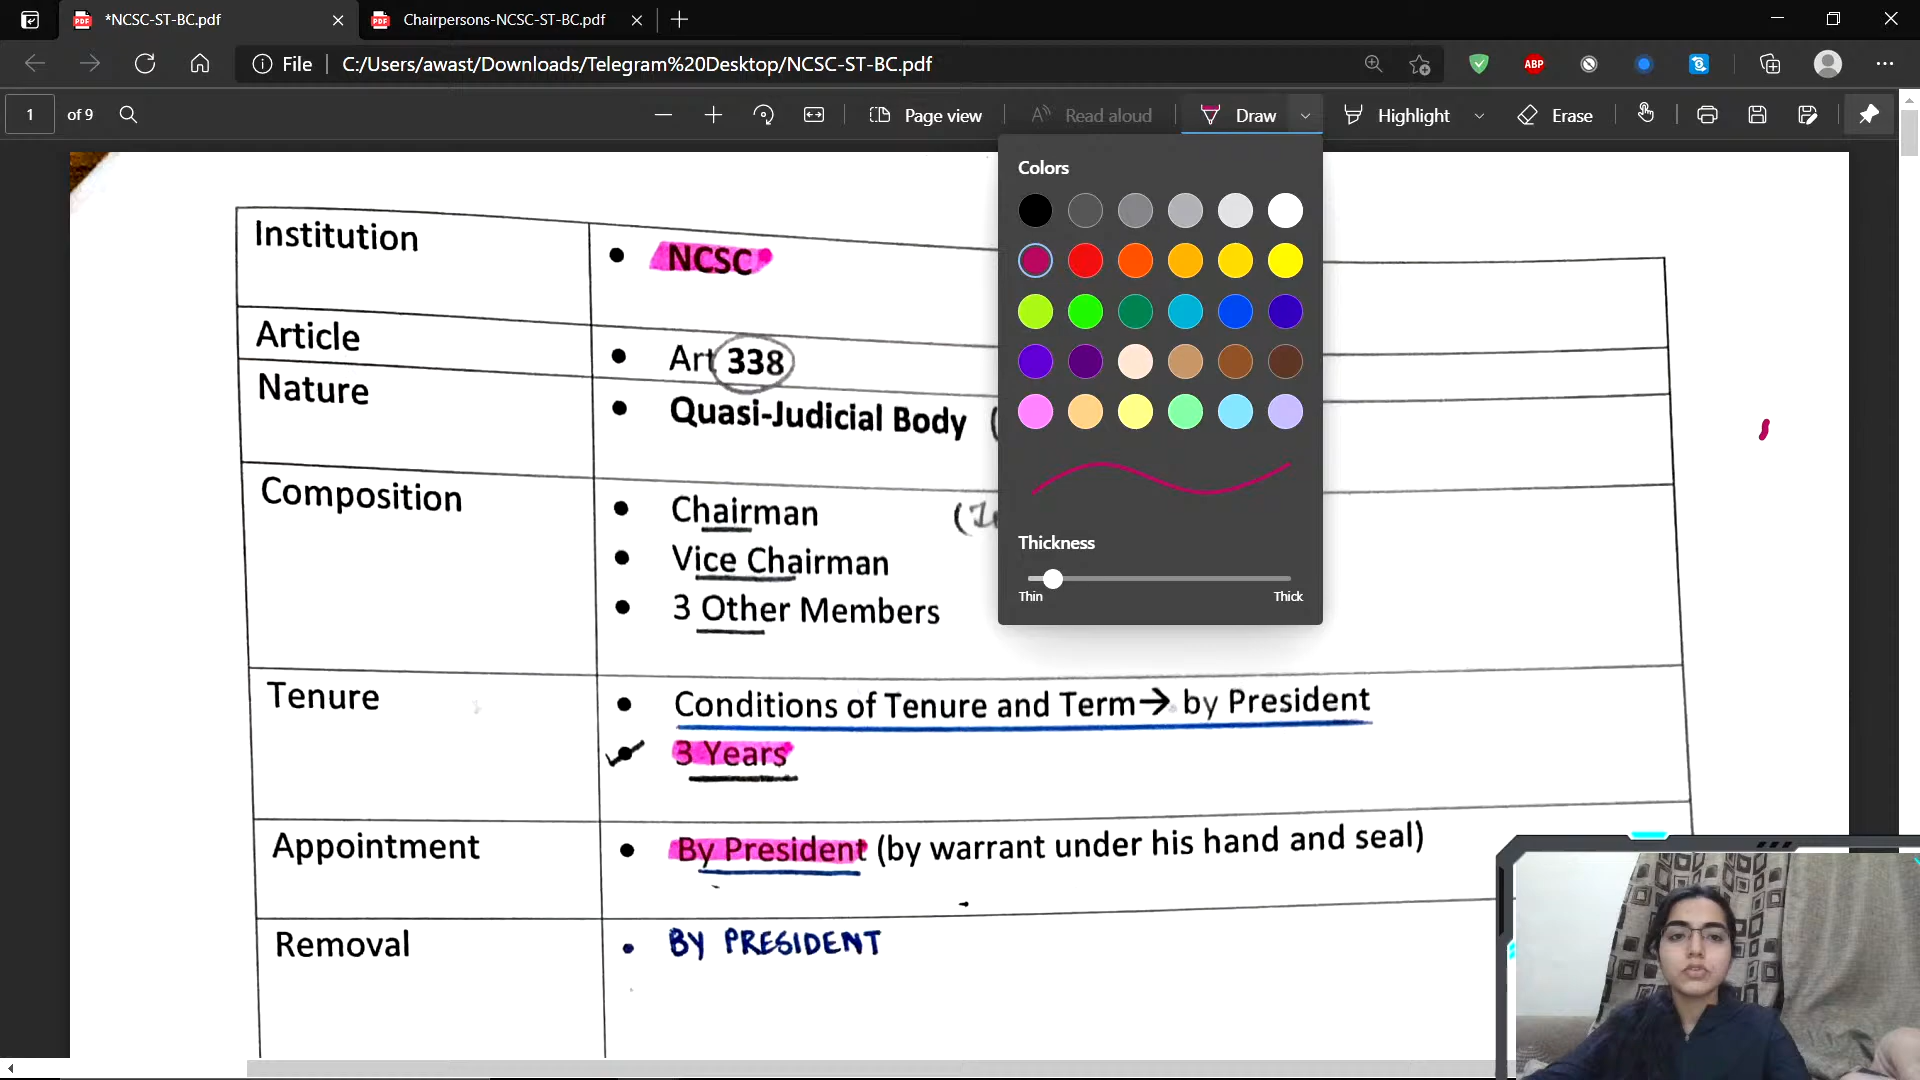 *NCSC-ST-BC.pdf
Chairpersons-NCSC-ST-BC.pdf
File
C:/Users/awast/Downloads/Telegram%20Desktop/NCSC-ST-BC.pdf
ABP
1 of 9
Page view
Read aloud
Draw
Highlight
Erase
Colors
Thickness
Thin
Thick
Institution
• NCSC
Article
• Art 338
Nature
• Quasi-Judicial Body (
Composition
• Chairman
• Vice Chairman
• 3 Other Members
Tenure
• Conditions of Tenure and Term→ by President
• 3 Years
Appointment
• By President (by warrant under his hand and seal)
Removal
• BY PRESIDENT